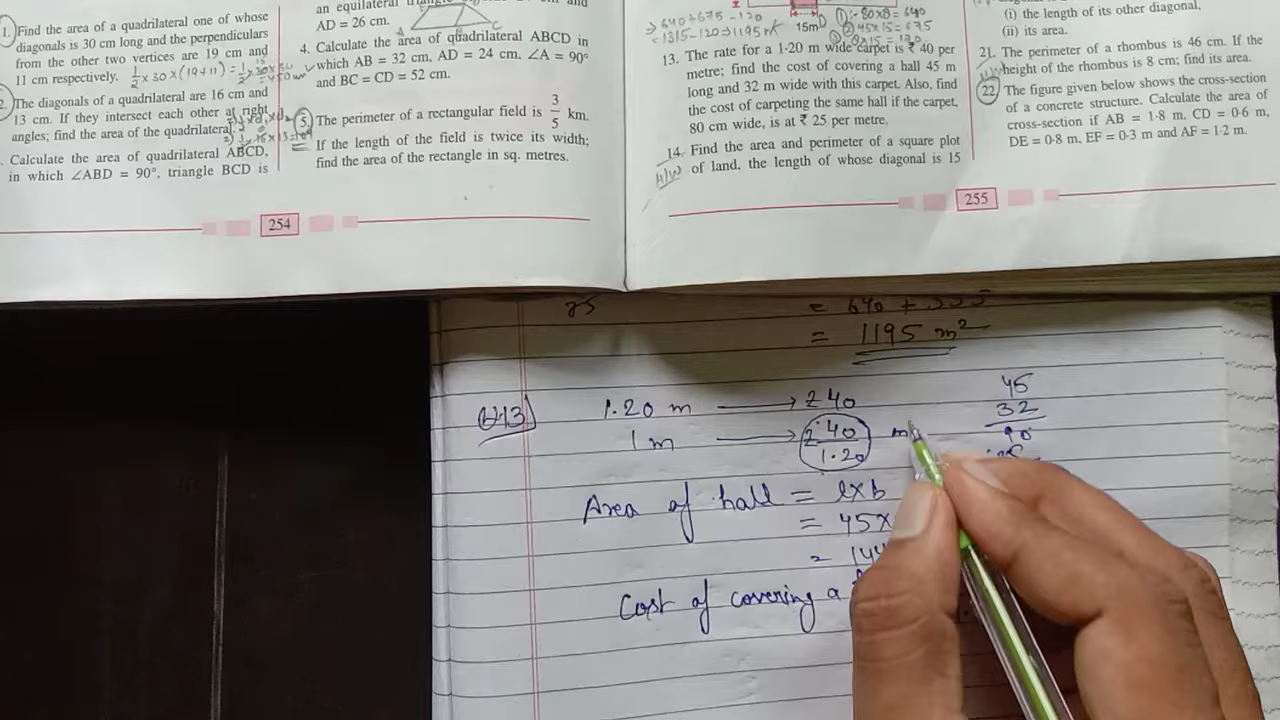 1. Find the area of a quadrilateral one of whose
diagonals is 30 cm long and the perpendiculars
from the other two vertices are 19 cm and
11 cm respectively.
2. The diagonals of a quadrilateral are 16 cm and
13 cm. If they intersect each other at right
angles; find the area of the quadrilateral.
Calculate the area of quadrilateral ABCD,
in which ∠ABD = 90°, triangle BCD is
an equilateral
AD = 26 cm.
4. Calculate the area of quadrilateral ABCD in
which AB = 32 cm, AD = 24 cm, ∠A = 90°
and BC = CD = 52 cm.
5. The perimeter of a rectangular field is 3/5 km.
If the length of the field is twice its width;
find the area of the rectangle in sq. metres.
254
15m
13. The rate for a 1·20 m wide carpet is ₹ 40 per
metre; find the cost of covering a hall 45 m
long and 32 m wide with this carpet. Also, find
the cost of carpeting the same hall if the carpet,
80 cm wide, is at ₹ 25 per metre.
14. Find the area and perimeter of a square plot
of land, the length of whose diagonal is 15
H/W
(i) the length of its other diagonal,
(ii) its area.
21. The perimeter of a rhombus is 46 cm. If the
height of the rhombus is 8 cm; find its area.
22. The figure given below shows the cross-section
of a concrete structure. Calculate the area of
cross-section if AB = 1·8 m, CD = 0·6 m,
DE = 0·8 m, EF = 0·3 m and AF = 1·2 m.
255
= 1195 m²
Q13)
1.20 m → ₹40
1 m → ₹40/1.20
45
32
90
Area of hall = l×b
= 45×
= 144
Cost of covering a